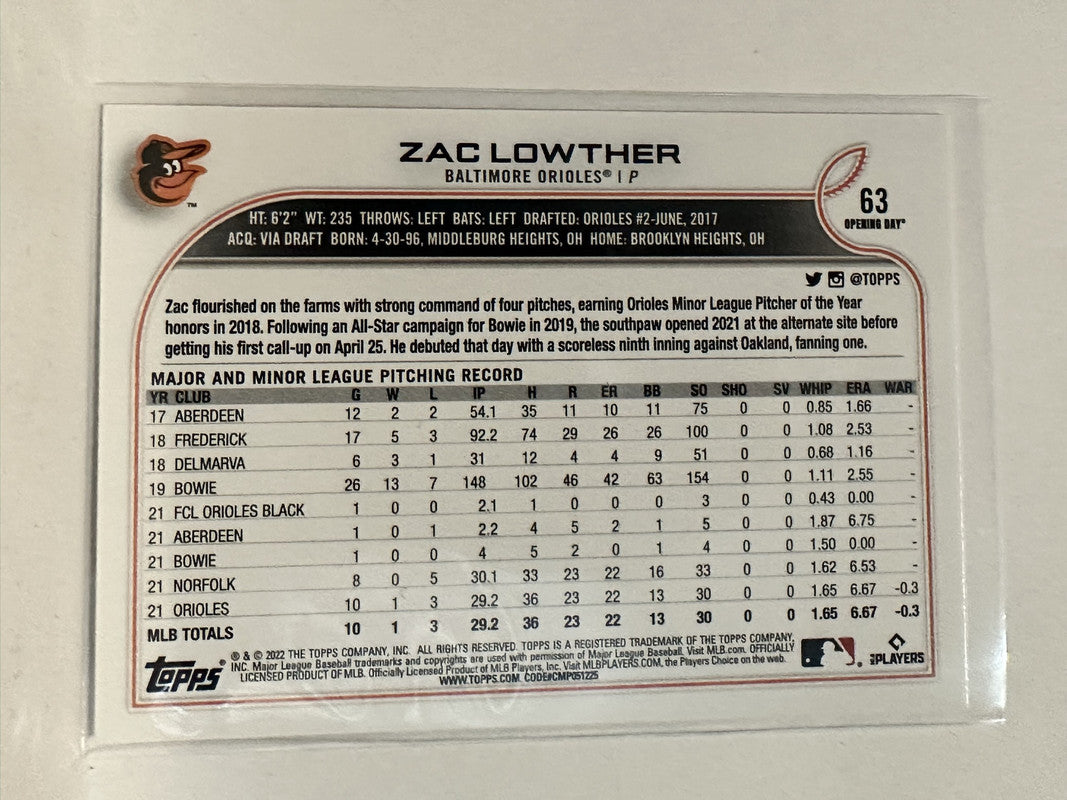 ZAC LOWTHER
BALTIMORE ORIOLES® | P
63
OPENING DAY®
HT: 6'2" WT: 235 THROWS: LEFT BATS: LEFT DRAFTED: ORIOLES #2-JUNE, 2017
ACQ: VIA DRAFT BORN: 4-30-96, MIDDLEBURG HEIGHTS, OH HOME: BROOKLYN HEIGHTS, OH
TM
@TOPPS
Zac flourished on the farms with strong command of four pitches, earning Orioles Minor League Pitcher of the Year
honors in 2018. Following an All-Star campaign for Bowie in 2019, the southpaw opened 2021 at the alternate site before
getting his first call-up on April 25. He debuted that day with a scoreless ninth inning against Oakland, fanning one.
MAJOR AND MINOR LEAGUE PITCHING RECORD
YR CLUB G W L IP H R ER BB SO SHO SV WHIP ERA WAR
17 ABERDEEN 12 2 2 54.1 35 11 10 11 75 0 0 0.85 1.66 -
18 FREDERICK 17 5 3 92.2 74 29 26 26 100 0 0 1.08 2.53 -
18 DELMARVA 6 3 1 31 12 4 4 9 51 0 0 0.68 1.16 -
19 BOWIE 26 13 7 148 102 46 42 63 154 0 0 1.11 2.55 -
21 FCL ORIOLES BLACK 1 0 0 2.1 1 0 0 0 3 0 0 0.43 0.00 -
21 ABERDEEN 1 0 1 2.2 4 5 2 1 5 0 0 1.87 6.75 -
21 BOWIE 1 0 0 4 5 2 0 1 4 0 0 1.50 0.00 -
21 NORFOLK 8 0 5 30.1 33 23 22 16 33 0 0 1.62 6.53 -
21 ORIOLES 10 1 3 29.2 36 23 22 13 30 0 0 1.65 6.67 -0.3
MLB TOTALS 10 1 3 29.2 36 23 22 13 30 0 0 1.65 6.67 -0.3
Topps®
® & © 2022 THE TOPPS COMPANY, INC. ALL RIGHTS RESERVED. TOPPS IS A REGISTERED TRADEMARK OF THE TOPPS COMPANY,
INC. Major League Baseball trademarks and copyrights are used with permission of Major League Baseball. Visit MLB.com. OFFICIALLY
LICENSED PRODUCT OF MLB. Officially Licensed Product of MLB Players, Inc. Visit MLBPLAYERS.COM, the Players Choice on the web.
WWW.TOPPS.COM CODE#CMP051225
MLB PLAYERS